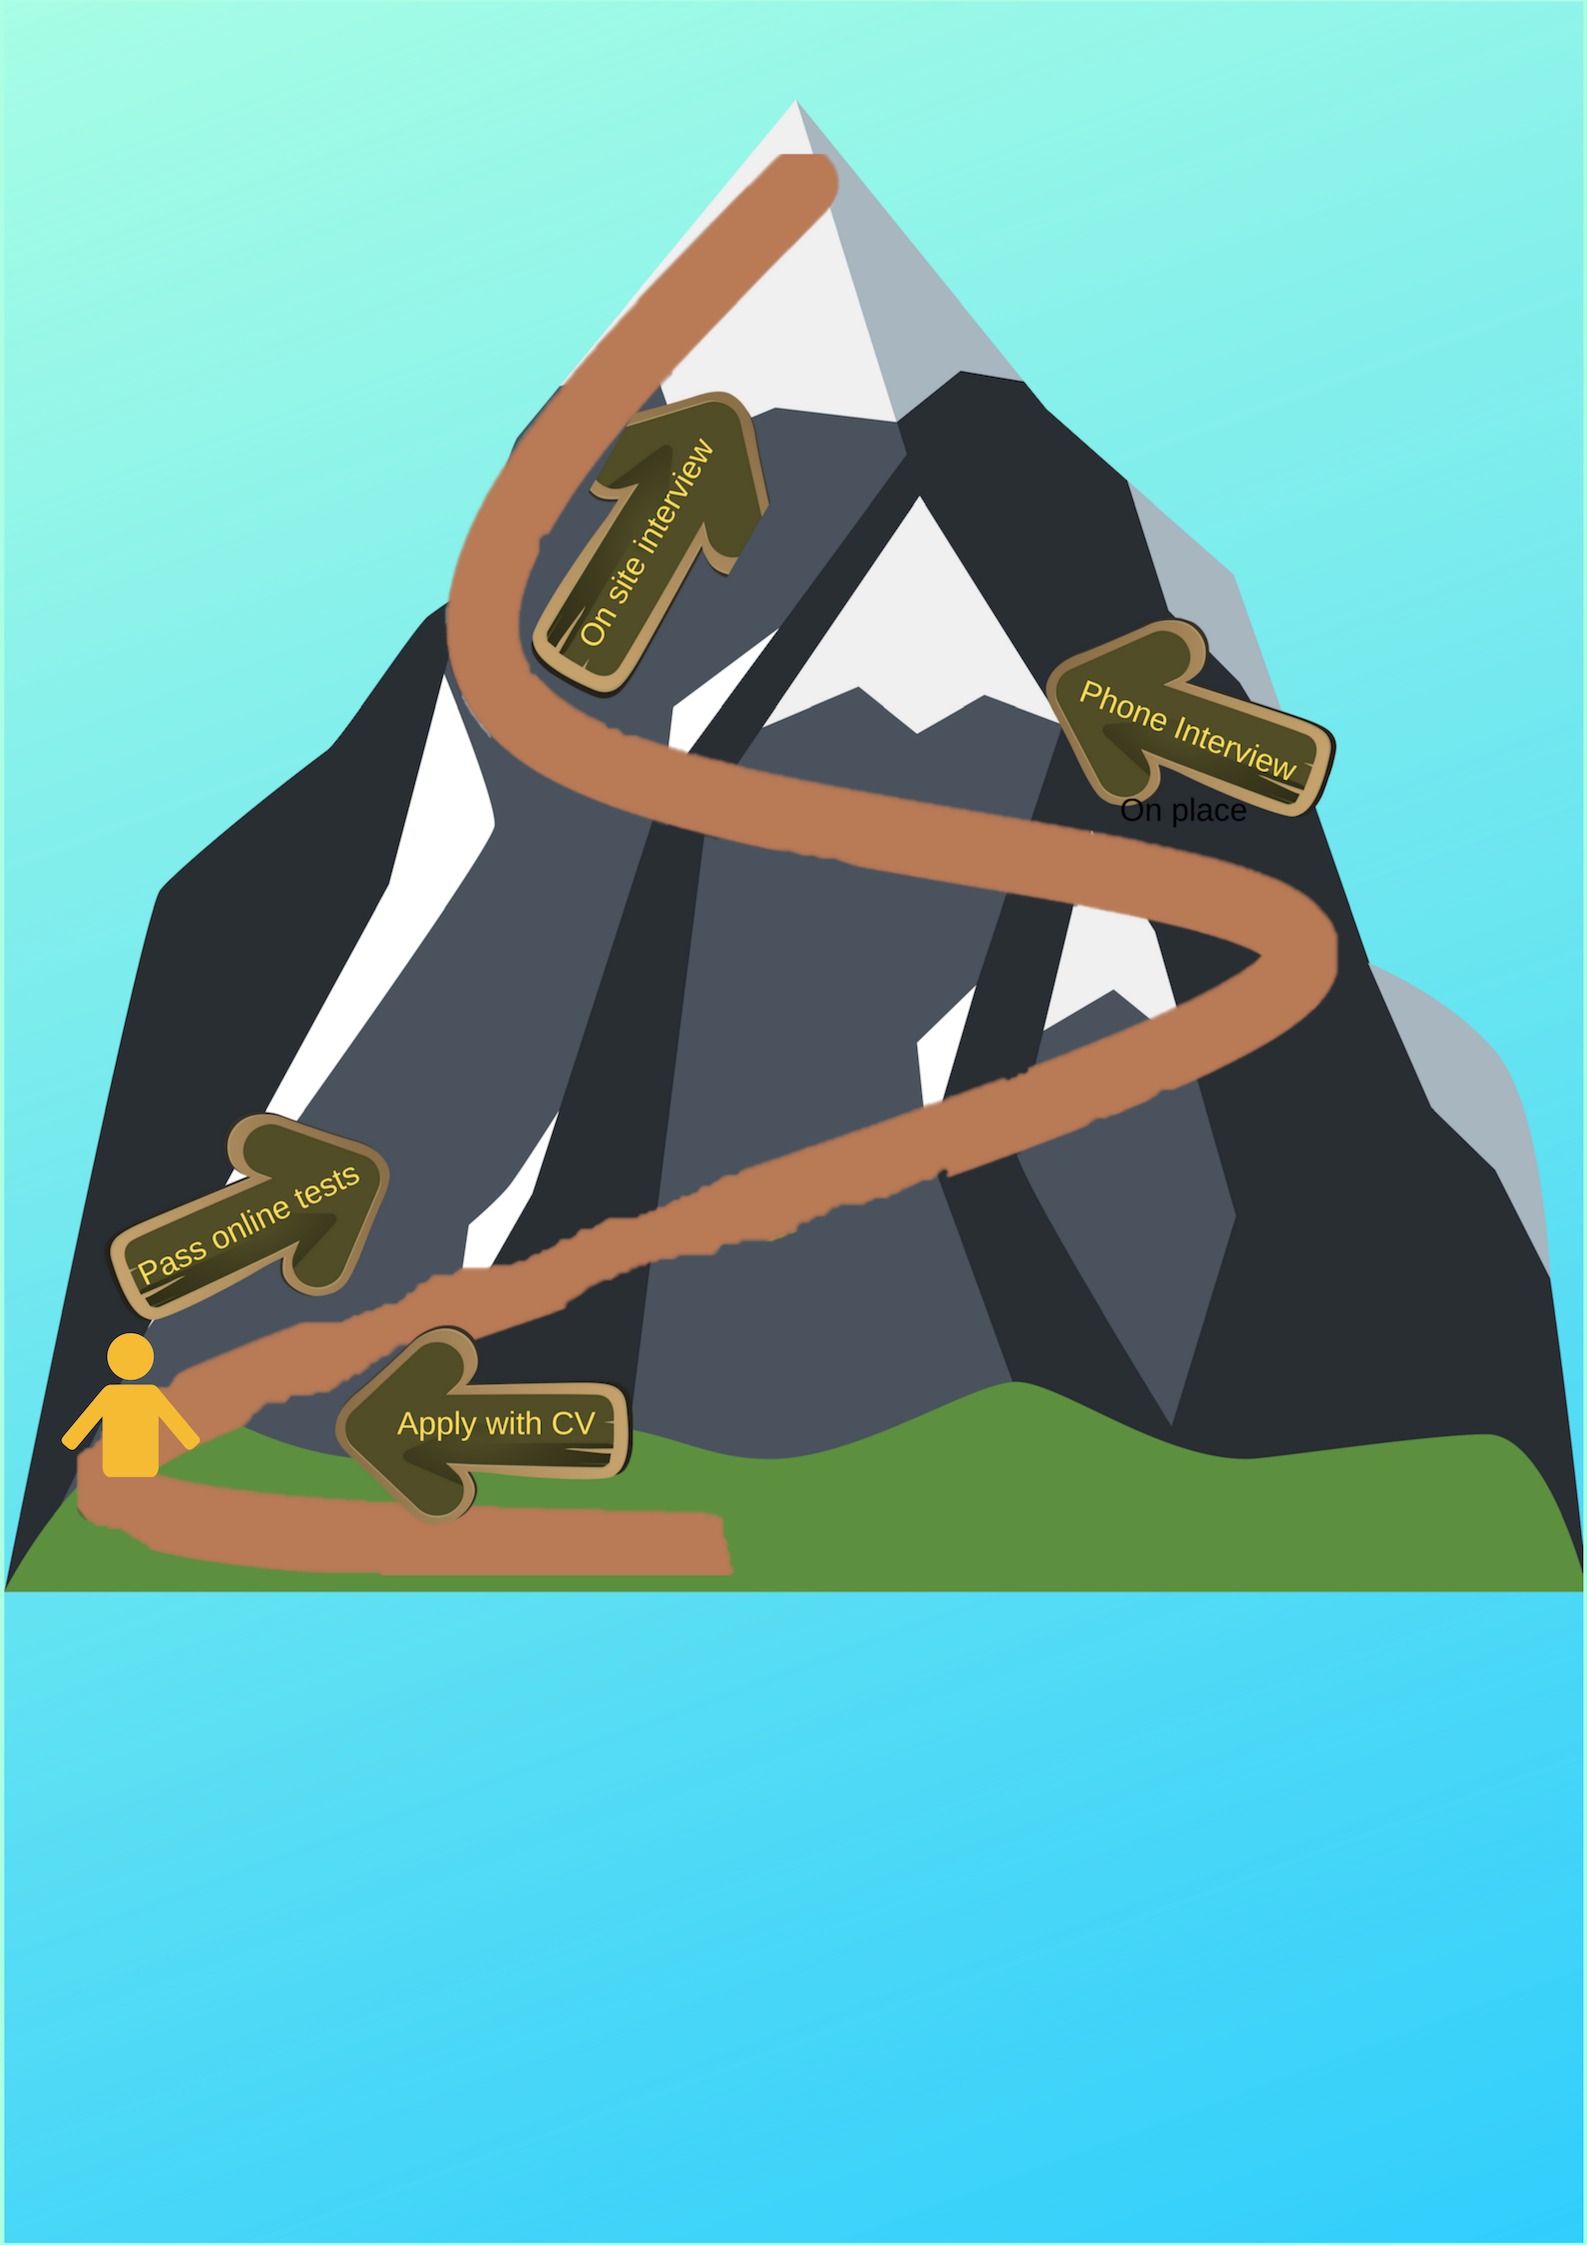 On site interview
Phone Interview
On place
Pass online tests
Apply with CV